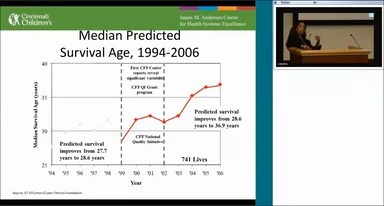 Cincinnati
Children's
James M. Anderson Center
for Health Systems Excellence
Median Predicted
Survival Age, 1994-2006
Median Survival Age (years)
40
35
30
25
First CFF Center
reports reveal
significant variability
CFF QI Grant
program
Predicted survival
improves from 28.6
years to 36.9 years
Predicted survival
improves from 27.7
years to 28.6 years
CFF National
Quality Initiative
741 Lives
'94 '95 '96 '97 '98 '99 '00 '01 '02 '03 '04 '05 '06
Year